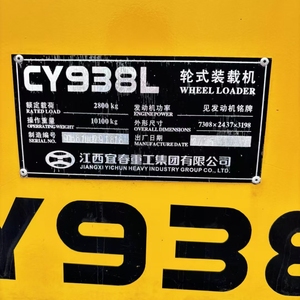 CY938L 轮式装载机
WHEEL LOADER
额定载荷 2800 kg 发动机功率 见发动机铭牌
RATED LOAD ENGINE POWER
操作重量 10100 kg 外形尺寸 7308×2437×3198
OPERATING WEIGHT OVERALL DIMENSIONS
制造编号 出厂日期
SERIAL NO. MANUFACTURE DATE
江西宜春重工集团有限公司
JIANGXI YICHUN HEAVY INDUSTRY GROUP CO., LTD.
CY938